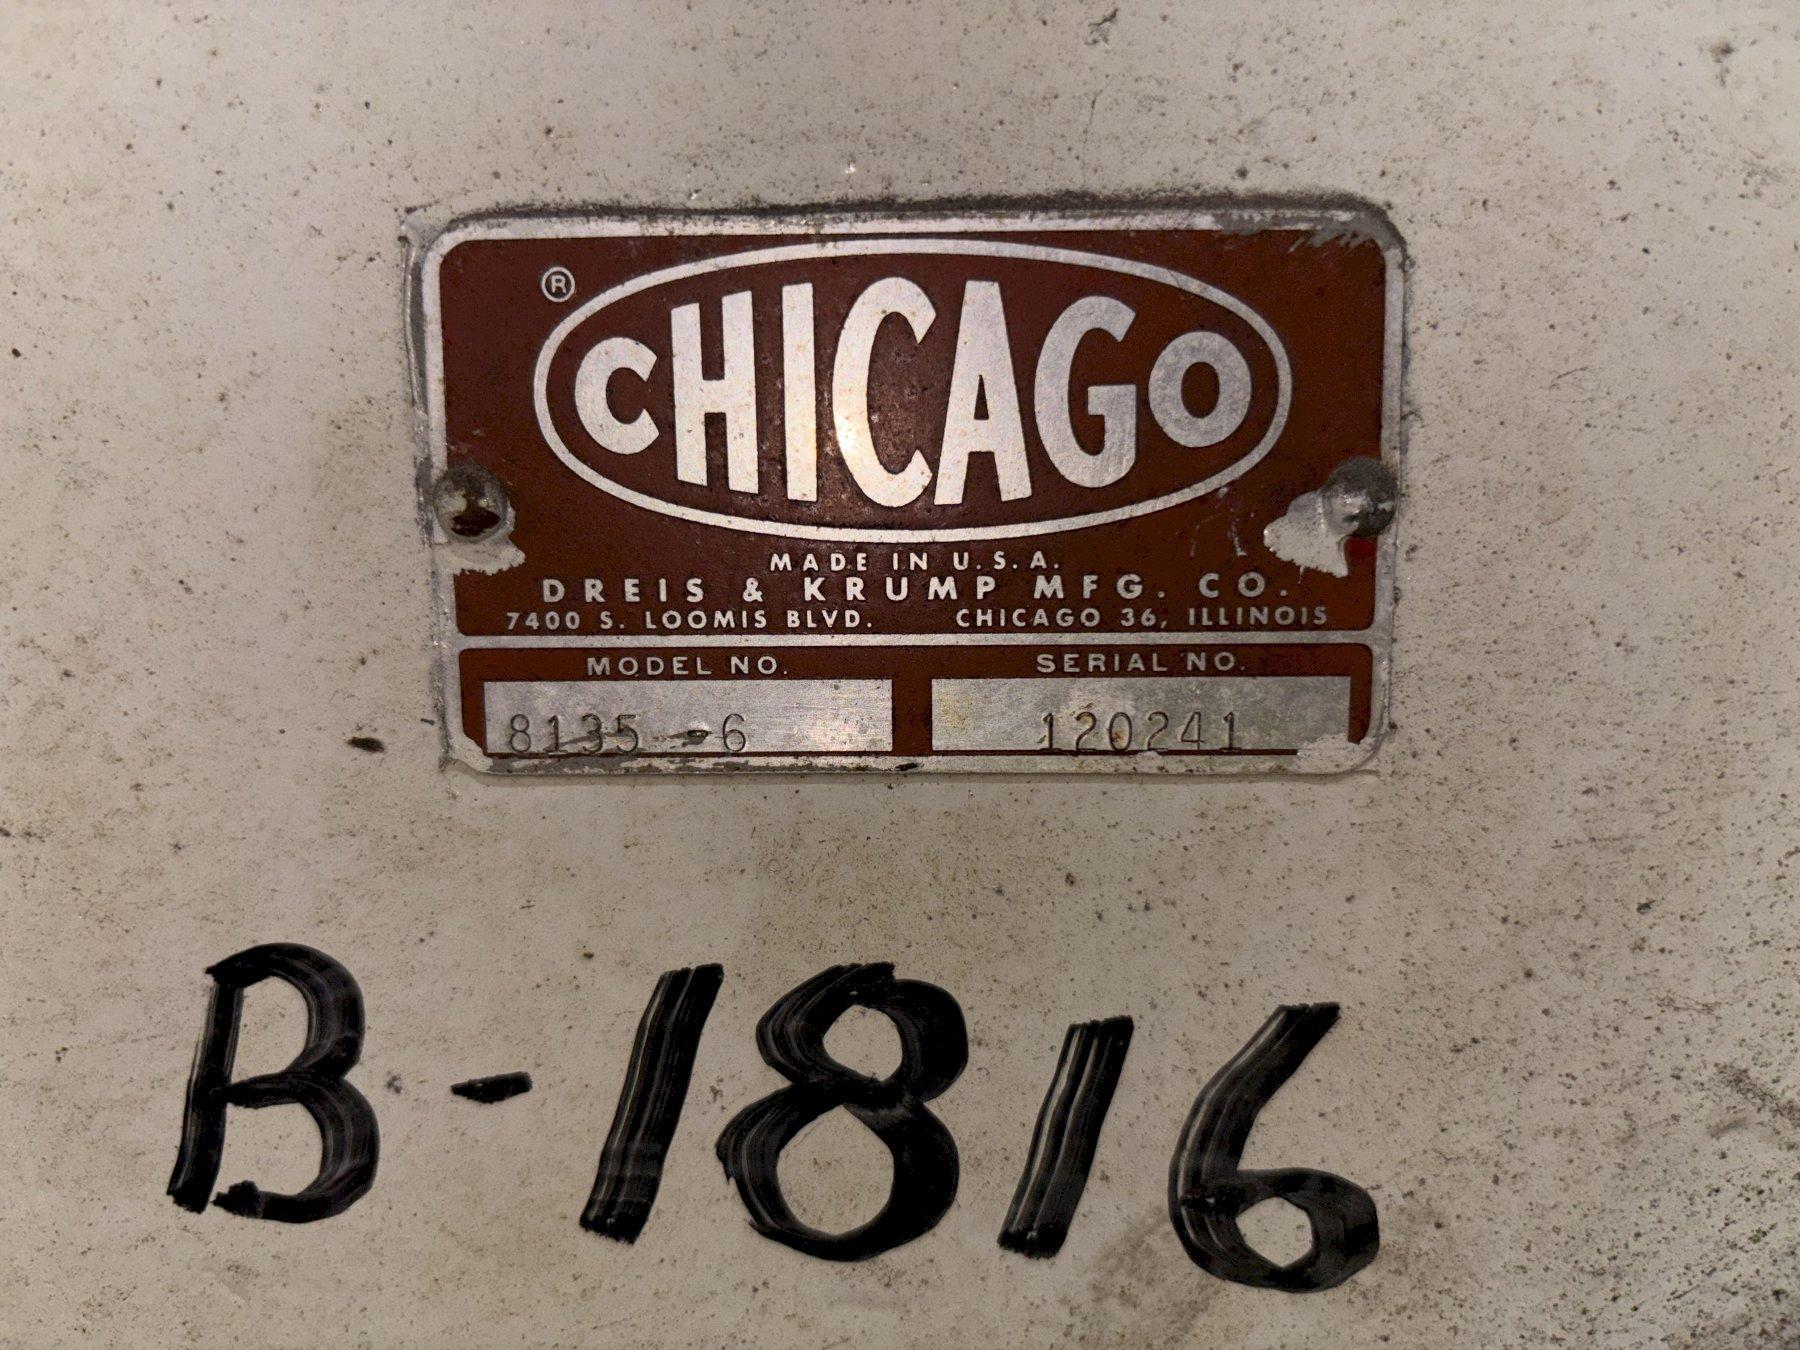 ®
CHICAGO
MADE IN U.S.A.
DREIS & KRUMP MFG. CO.
7400 S. LOOMIS BLVD. CHICAGO 36, ILLINOIS
MODEL NO. SERIAL NO.
8135 -6 120241
B-1816